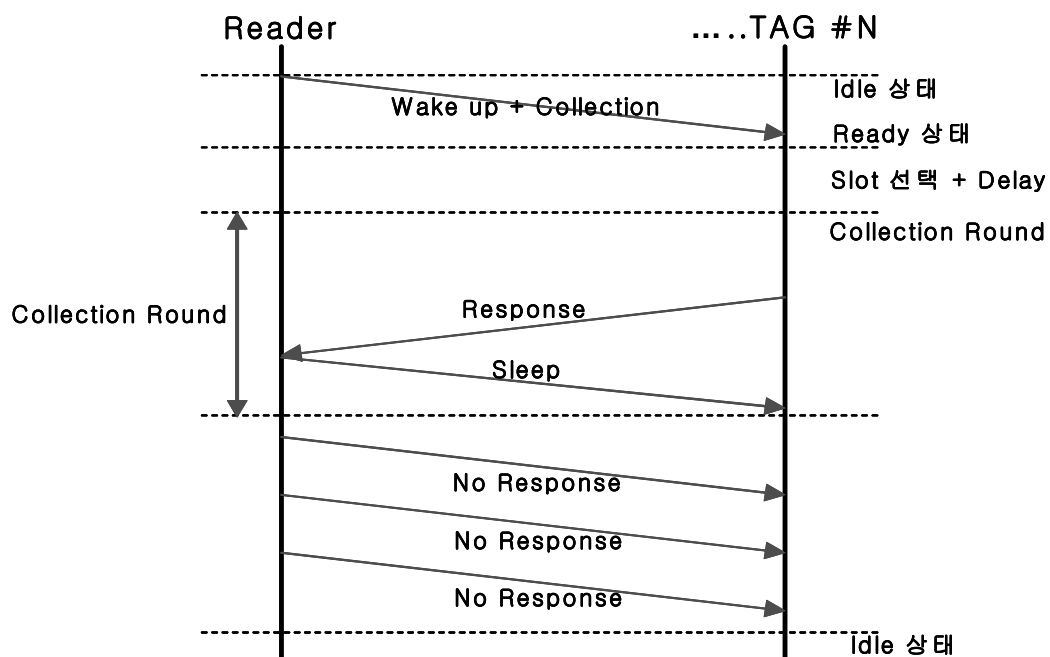 Reader
... ..TAG #N
Idle 상태
Wake up + Collection
Ready 상태
Slot 선택 + Delay
Collection Round
Response
Collection Round
Sleep
No Response
No Response
No Response
Idle 상태